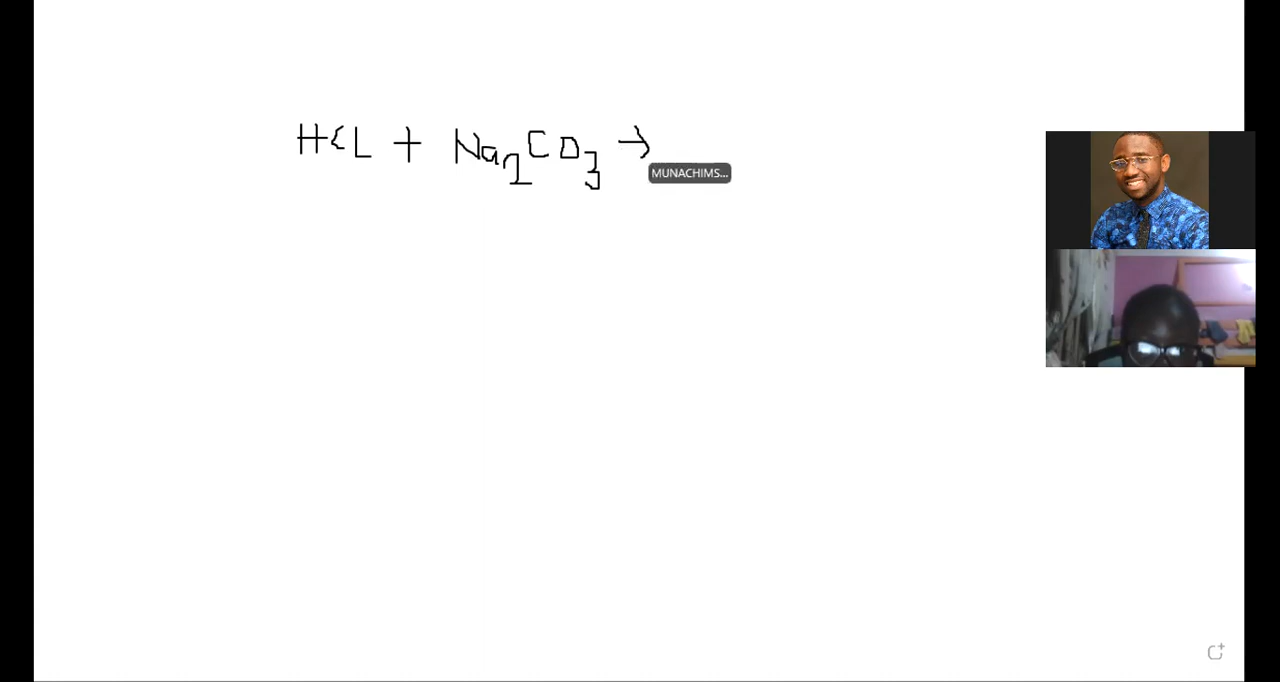 HCL + Na2CO3 →
MUNACHIMS...